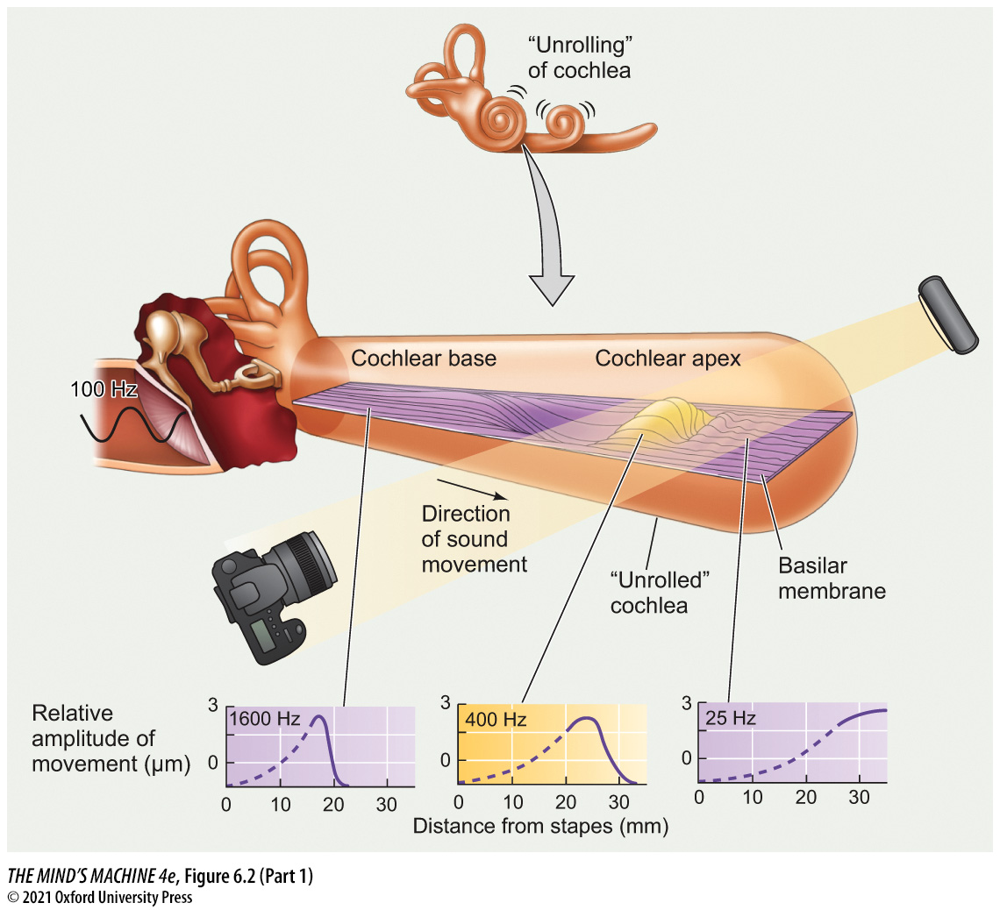 “Unrolling”
of cochlea
Cochlear base
Cochlear apex
100 Hz
Direction
of sound
movement
“Unrolled”
cochlea
Basilar
membrane
Relative
amplitude of
movement (µm)
3
0
1600 Hz
0 10 20 30
3
0
400 Hz
0 10 20 30
3
0
25 Hz
0 10 20 30
Distance from stapes (mm)
THE MIND’S MACHINE 4e, Figure 6.2 (Part 1)
© 2021 Oxford University Press